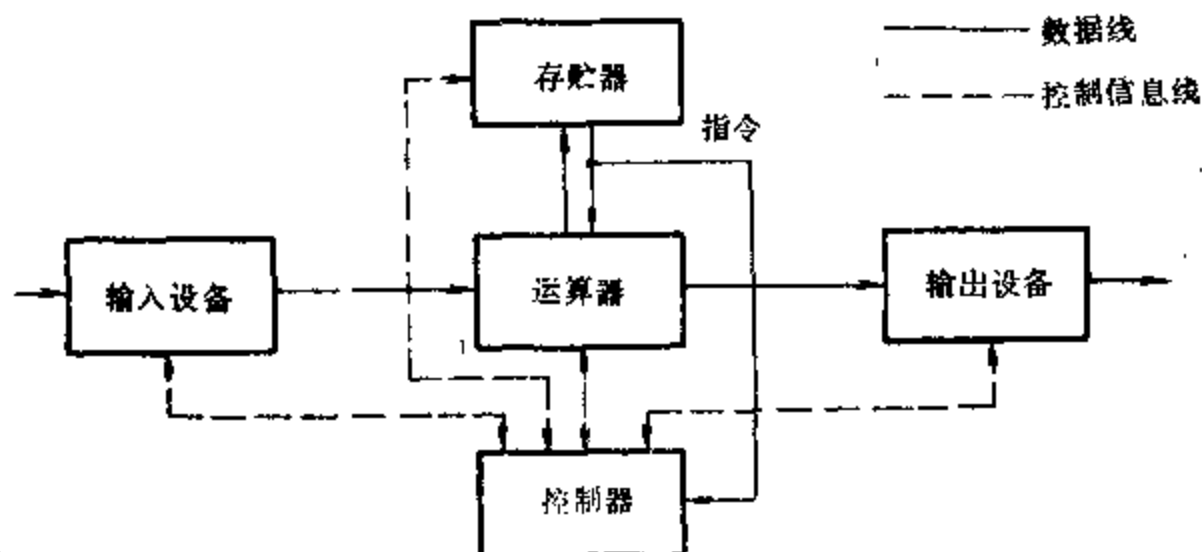 存贮器
数据线
控制信息线
指令
输入设备
运算器
输出设备
控制器